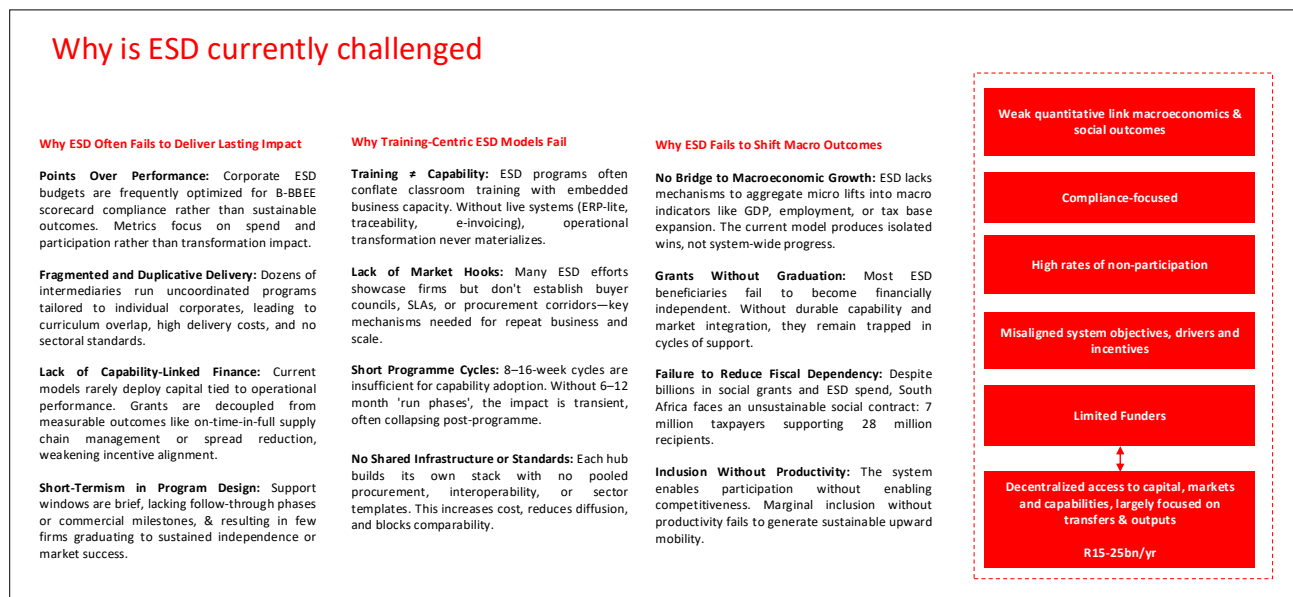 Why is ESD currently challenged
Why ESD Often Fails to Deliver Lasting Impact
Points Over Performance: Corporate ESD
budgets are frequently optimized for B-BBEE
scorecard compliance rather than sustainable
outcomes. Metrics focus on spend and
participation rather than transformation impact.
Fragmented and Duplicative Delivery: Dozens of
intermediaries run uncoordinated programs
tailored to individual corporates, leading to
curriculum overlap, high delivery costs, and no
sectoral standards.
Lack of Capability-Linked Finance: Current
models rarely deploy capital tied to operational
performance. Grants are decoupled from
measurable outcomes like on-time-in-full supply
chain management or spread reduction,
weakening incentive alignment.
Short-Termism in Program Design: Support
windows are brief, lacking follow-through phases
or commercial milestones, & resulting in few
firms graduating to sustained independence or
market success.
Why Training-Centric ESD Models Fail
Training ≠ Capability: ESD programs often
conflate classroom training with embedded
business capacity. Without live systems (ERP-lite,
traceability, e-invoicing), operational
transformation never materializes.
Lack of Market Hooks: Many ESD efforts
showcase firms but don't establish buyer
councils, SLAs, or procurement corridors—key
mechanisms needed for repeat business and
scale.
Short Programme Cycles: 8–16-week cycles are
insufficient for capability adoption. Without 6–12
month 'run phases', the impact is transient,
often collapsing post-programme.
No Shared Infrastructure or Standards: Each hub
builds its own stack with no pooled
procurement, interoperability, or sector
templates. This increases cost, reduces diffusion,
and blocks comparability.
Why ESD Fails to Shift Macro Outcomes
No Bridge to Macroeconomic Growth: ESD lacks
mechanisms to aggregate micro lifts into macro
indicators like GDP, employment, or tax base
expansion. The current model produces isolated
wins, not system-wide progress.
Grants Without Graduation: Most ESD
beneficiaries fail to become financially
independent. Without durable capability and
market integration, they remain trapped in
cycles of support.
Failure to Reduce Fiscal Dependency: Despite
billions in social grants and ESD spend, South
Africa faces an unsustainable social contract: 7
million taxpayers supporting 28 million
recipients.
Inclusion Without Productivity: The system
enables participation without enabling
competitiveness. Marginal inclusion without
productivity fails to generate sustainable upward
mobility.
Weak quantitative link macroeconomics &
social outcomes
Compliance-focused
High rates of non-participation
Misaligned system objectives, drivers and
incentives
Limited Funders
Decentralized access to capital, markets
and capabilities, largely focused on
transfers & outputs
R15-25bn/yr